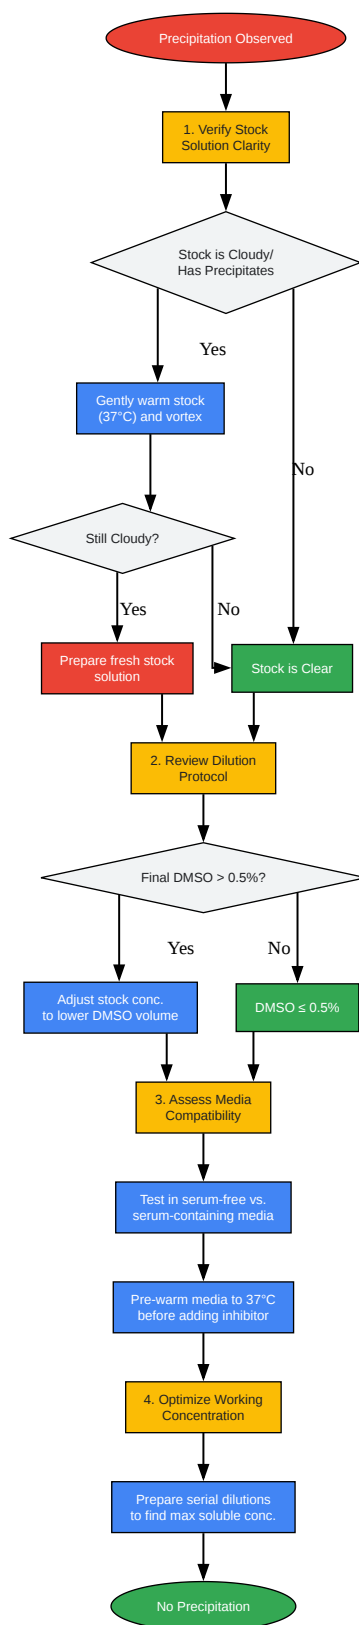 Precipitation Observed
1. Verify Stock
Solution Clarity
Stock is Cloudy/
Has Precipitates
Yes
Gently warm stock
(37°C) and vortex
No
Still Cloudy?
Yes
No
Prepare fresh stock
solution
Stock is Clear
2. Review Dilution
Protocol
Final DMSO > 0.5%?
Yes
No
Adjust stock conc.
to lower DMSO volume
DMSO ≤ 0.5%
3. Assess Media
Compatibility
Test in serum-free vs.
serum-containing media
Pre-warm media to 37°C
before adding inhibitor
4. Optimize Working
Concentration
Prepare serial dilutions
to find max soluble conc.
No Precipitation